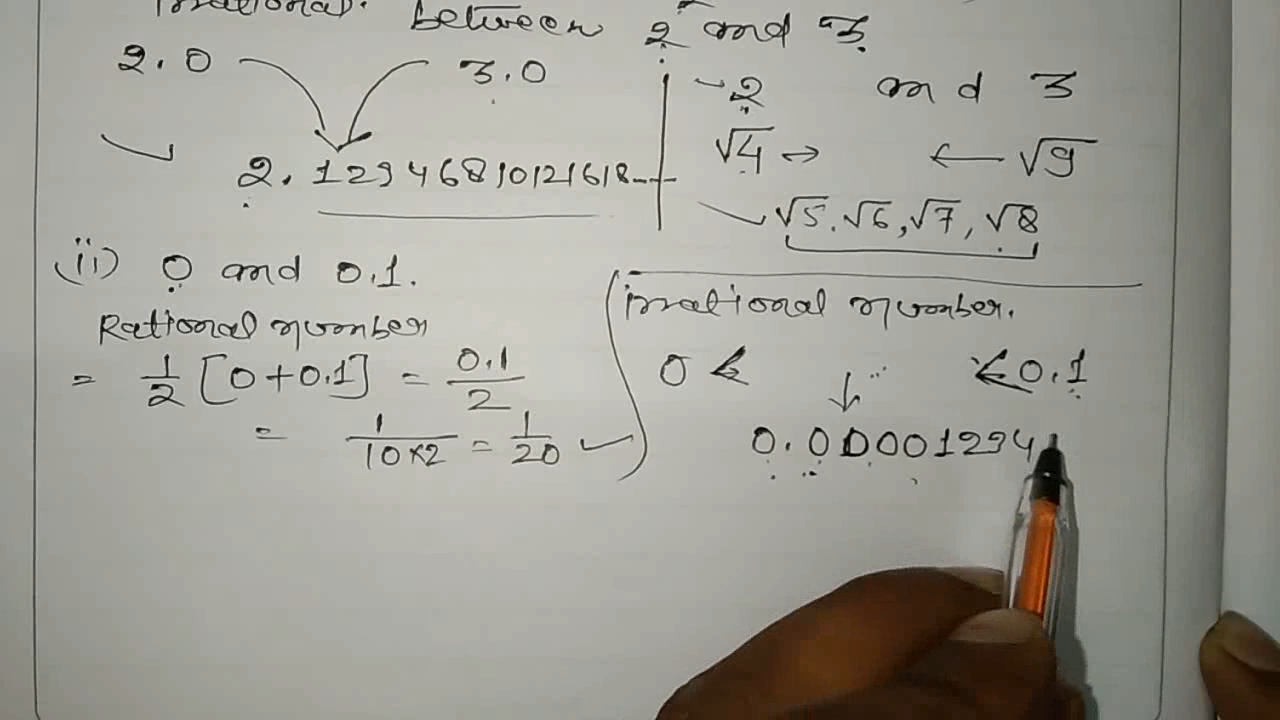 irrational. between 2 and 3.
2.0 3.0
2.12346810121618---
2 and 3
√4 → ← √9
√5, √6, √7, √8
(ii) 0 and 0.1.
Rational number
= 1/2 [0+0.1] = 0.1/2
= 1/10×2 = 1/20
irrational number.
0 < < 0.1
0.00001234